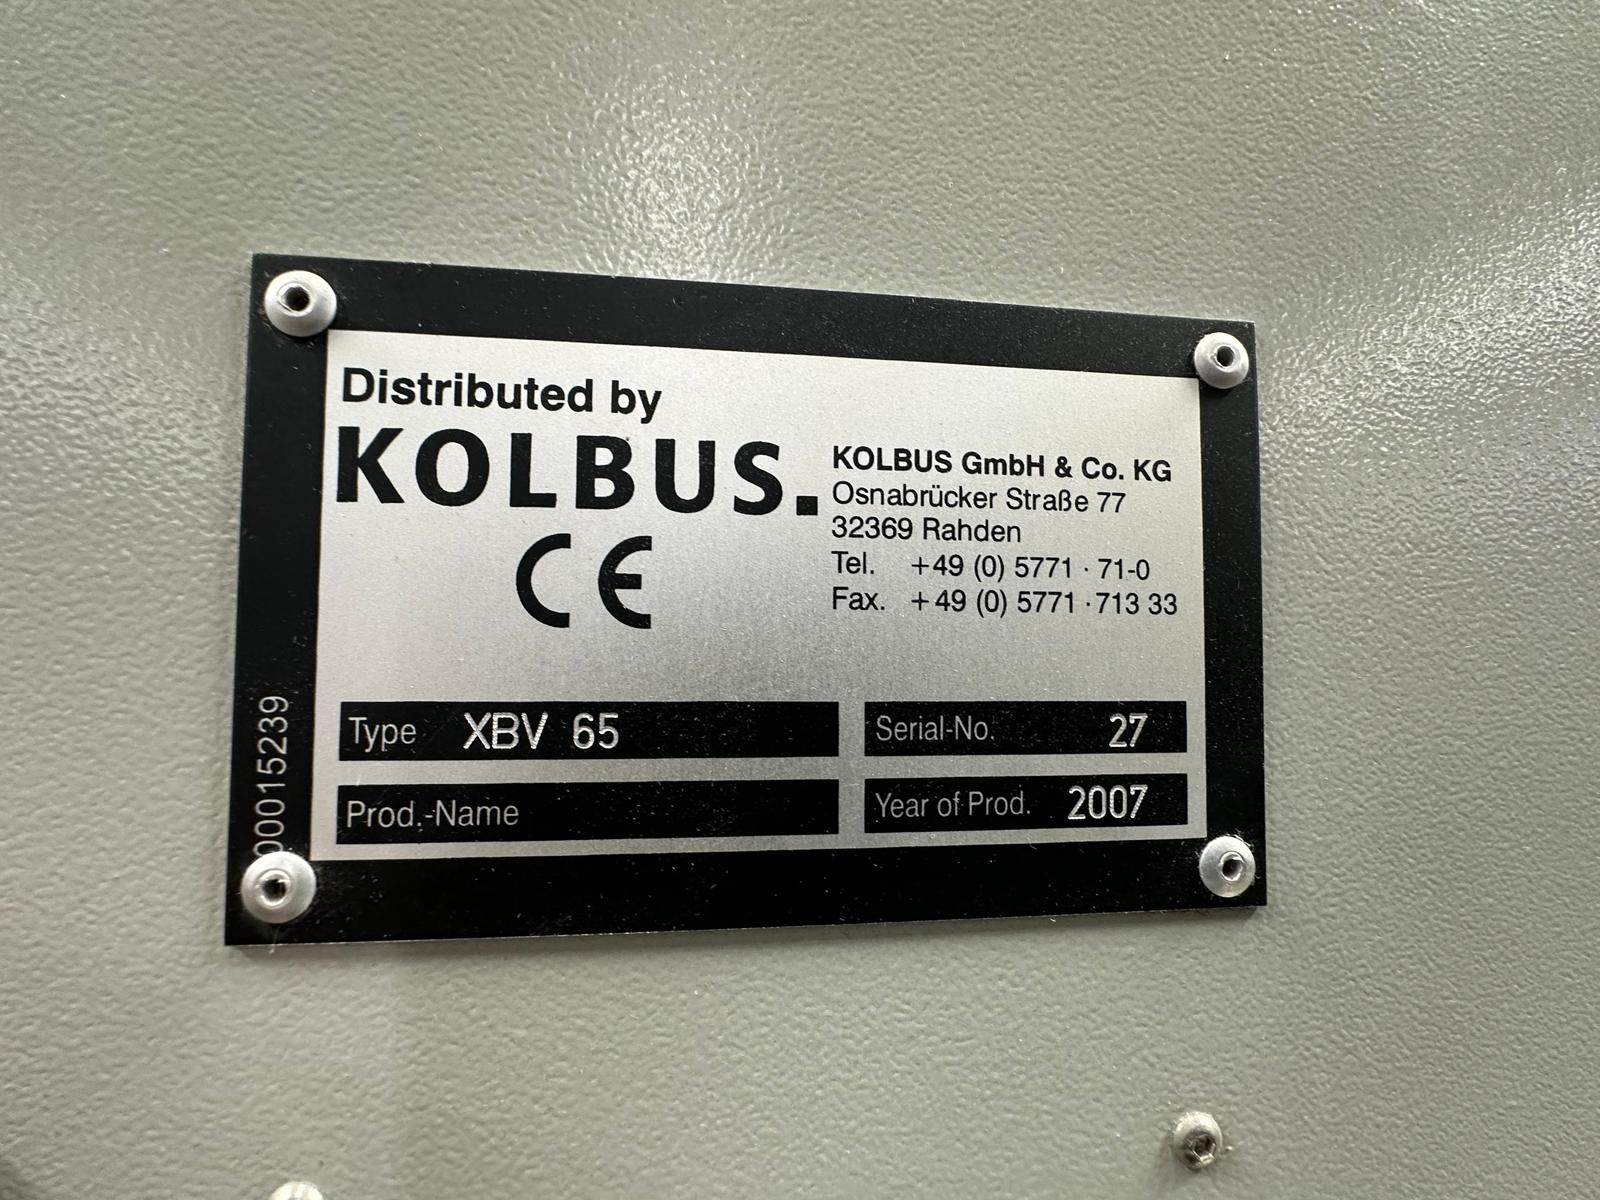 Distributed by
KOLBUS.
CE
KOLBUS GmbH & Co. KG
Osnabrücker Straße 77
32369 Rahden
Tel. +49 (0) 5771 · 71-0
Fax. +49 (0) 5771 · 713 33
Type XBV 65
Serial-No. 27
Prod.-Name
Year of Prod. 2007